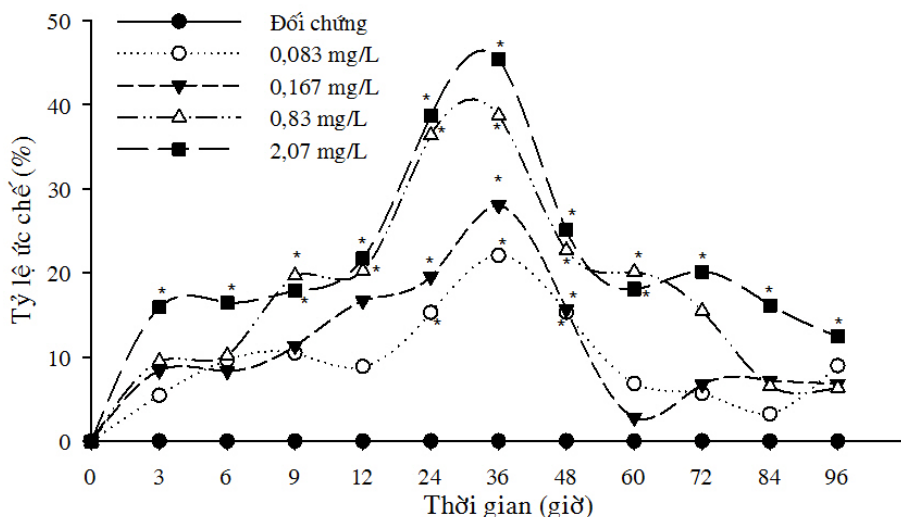 50
40
30
20
10
0
Tỷ lệ ức chế (%)
Đối chứng
0,083 mg/L
0,167 mg/L
0,83 mg/L
2,07 mg/L
* * * * * * * * * * * * * * * * * * * * * * *
0 3 6 9 12 24 36 48 60 72 84 96
Thời gian (giờ)